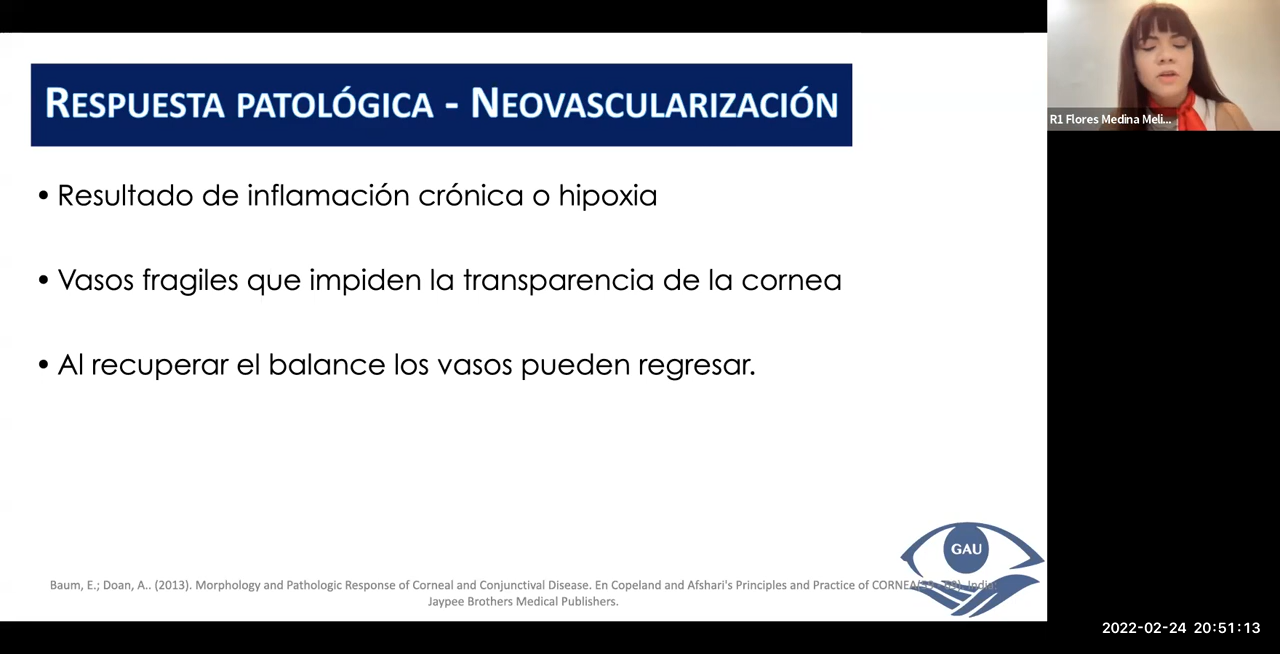 RESPUESTA PATOLÓGICA - NEOVASCULARIZACIÓN
R1 Flores Medina Meli...
• Resultado de inflamación crónica o hipoxia
• Vasos fragiles que impiden la transparencia de la cornea
• Al recuperar el balance los vasos pueden regresar.
GAU
Baum, E.; Doan, A.. (2013). Morphology and Pathologic Response of Corneal and Conjunctival Disease. En Copeland and Afshari's Principles and Practice of CORNEA
Jaypee Brothers Medical Publishers.
2022-02-24 20:51:13